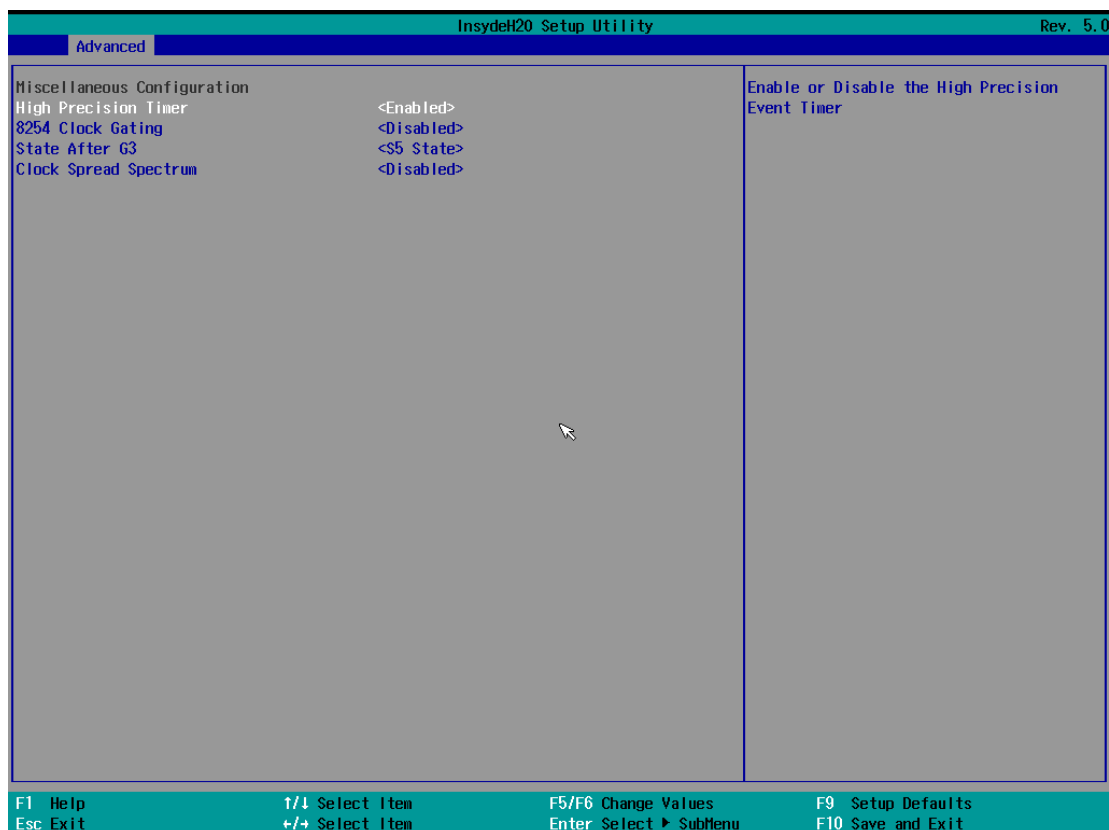 InsydeH20 Setup Utility Rev. 5.0
Advanced
Miscellaneous Configuration
High Precision Timer <Enabled>
8254 Clock Gating <Disabled>
State After G3 <S5 State>
Clock Spread Spectrum <Disabled>
Enable or Disable the High Precision
Event Timer
F1 Help ↑/↓ Select Item F5/F6 Change Values F9 Setup Defaults
Esc Exit ←/→ Select Item Enter Select ▶ SubMenu F10 Save and Exit